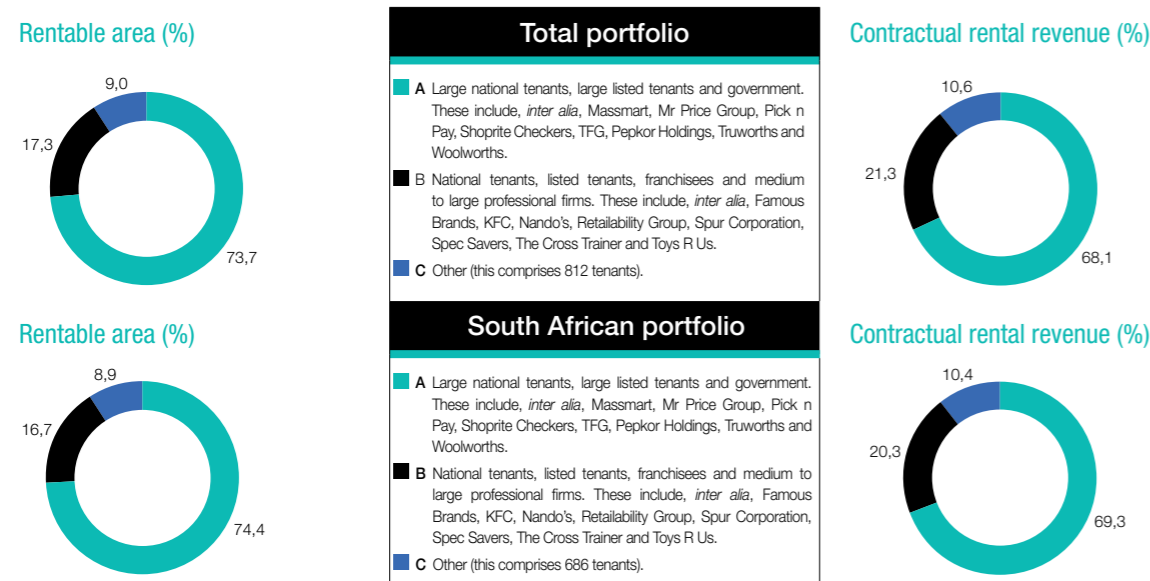 Rentable area (%)
9,0
17,3
73,7
Total portfolio
A Large national tenants, large listed tenants and government.
These include, inter alia, Massmart, Mr Price Group, Pick n
Pay, Shoprite Checkers, TFG, Pepkor Holdings, Truworths and
Woolworths.
B National tenants, listed tenants, franchisees and medium
to large professional firms. These include, inter alia, Famous
Brands, KFC, Nando's, Retailability Group, Spur Corporation,
Spec Savers, The Cross Trainer and Toys R Us.
C Other (this comprises 812 tenants).
Contractual rental revenue (%)
10,6
21,3
68,1
Rentable area (%)
8,9
16,7
74,4
South African portfolio
A Large national tenants, large listed tenants and government.
These include, inter alia, Massmart, Mr Price Group, Pick n
Pay, Shoprite Checkers, TFG, Pepkor Holdings, Truworths and
Woolworths.
B National tenants, listed tenants, franchisees and medium to
large professional firms. These include, inter alia, Famous
Brands, KFC, Nando's, Retailability Group, Spur Corporation,
Spec Savers, The Cross Trainer and Toys R Us.
C Other (this comprises 686 tenants).
Contractual rental revenue (%)
10,4
20,3
69,3